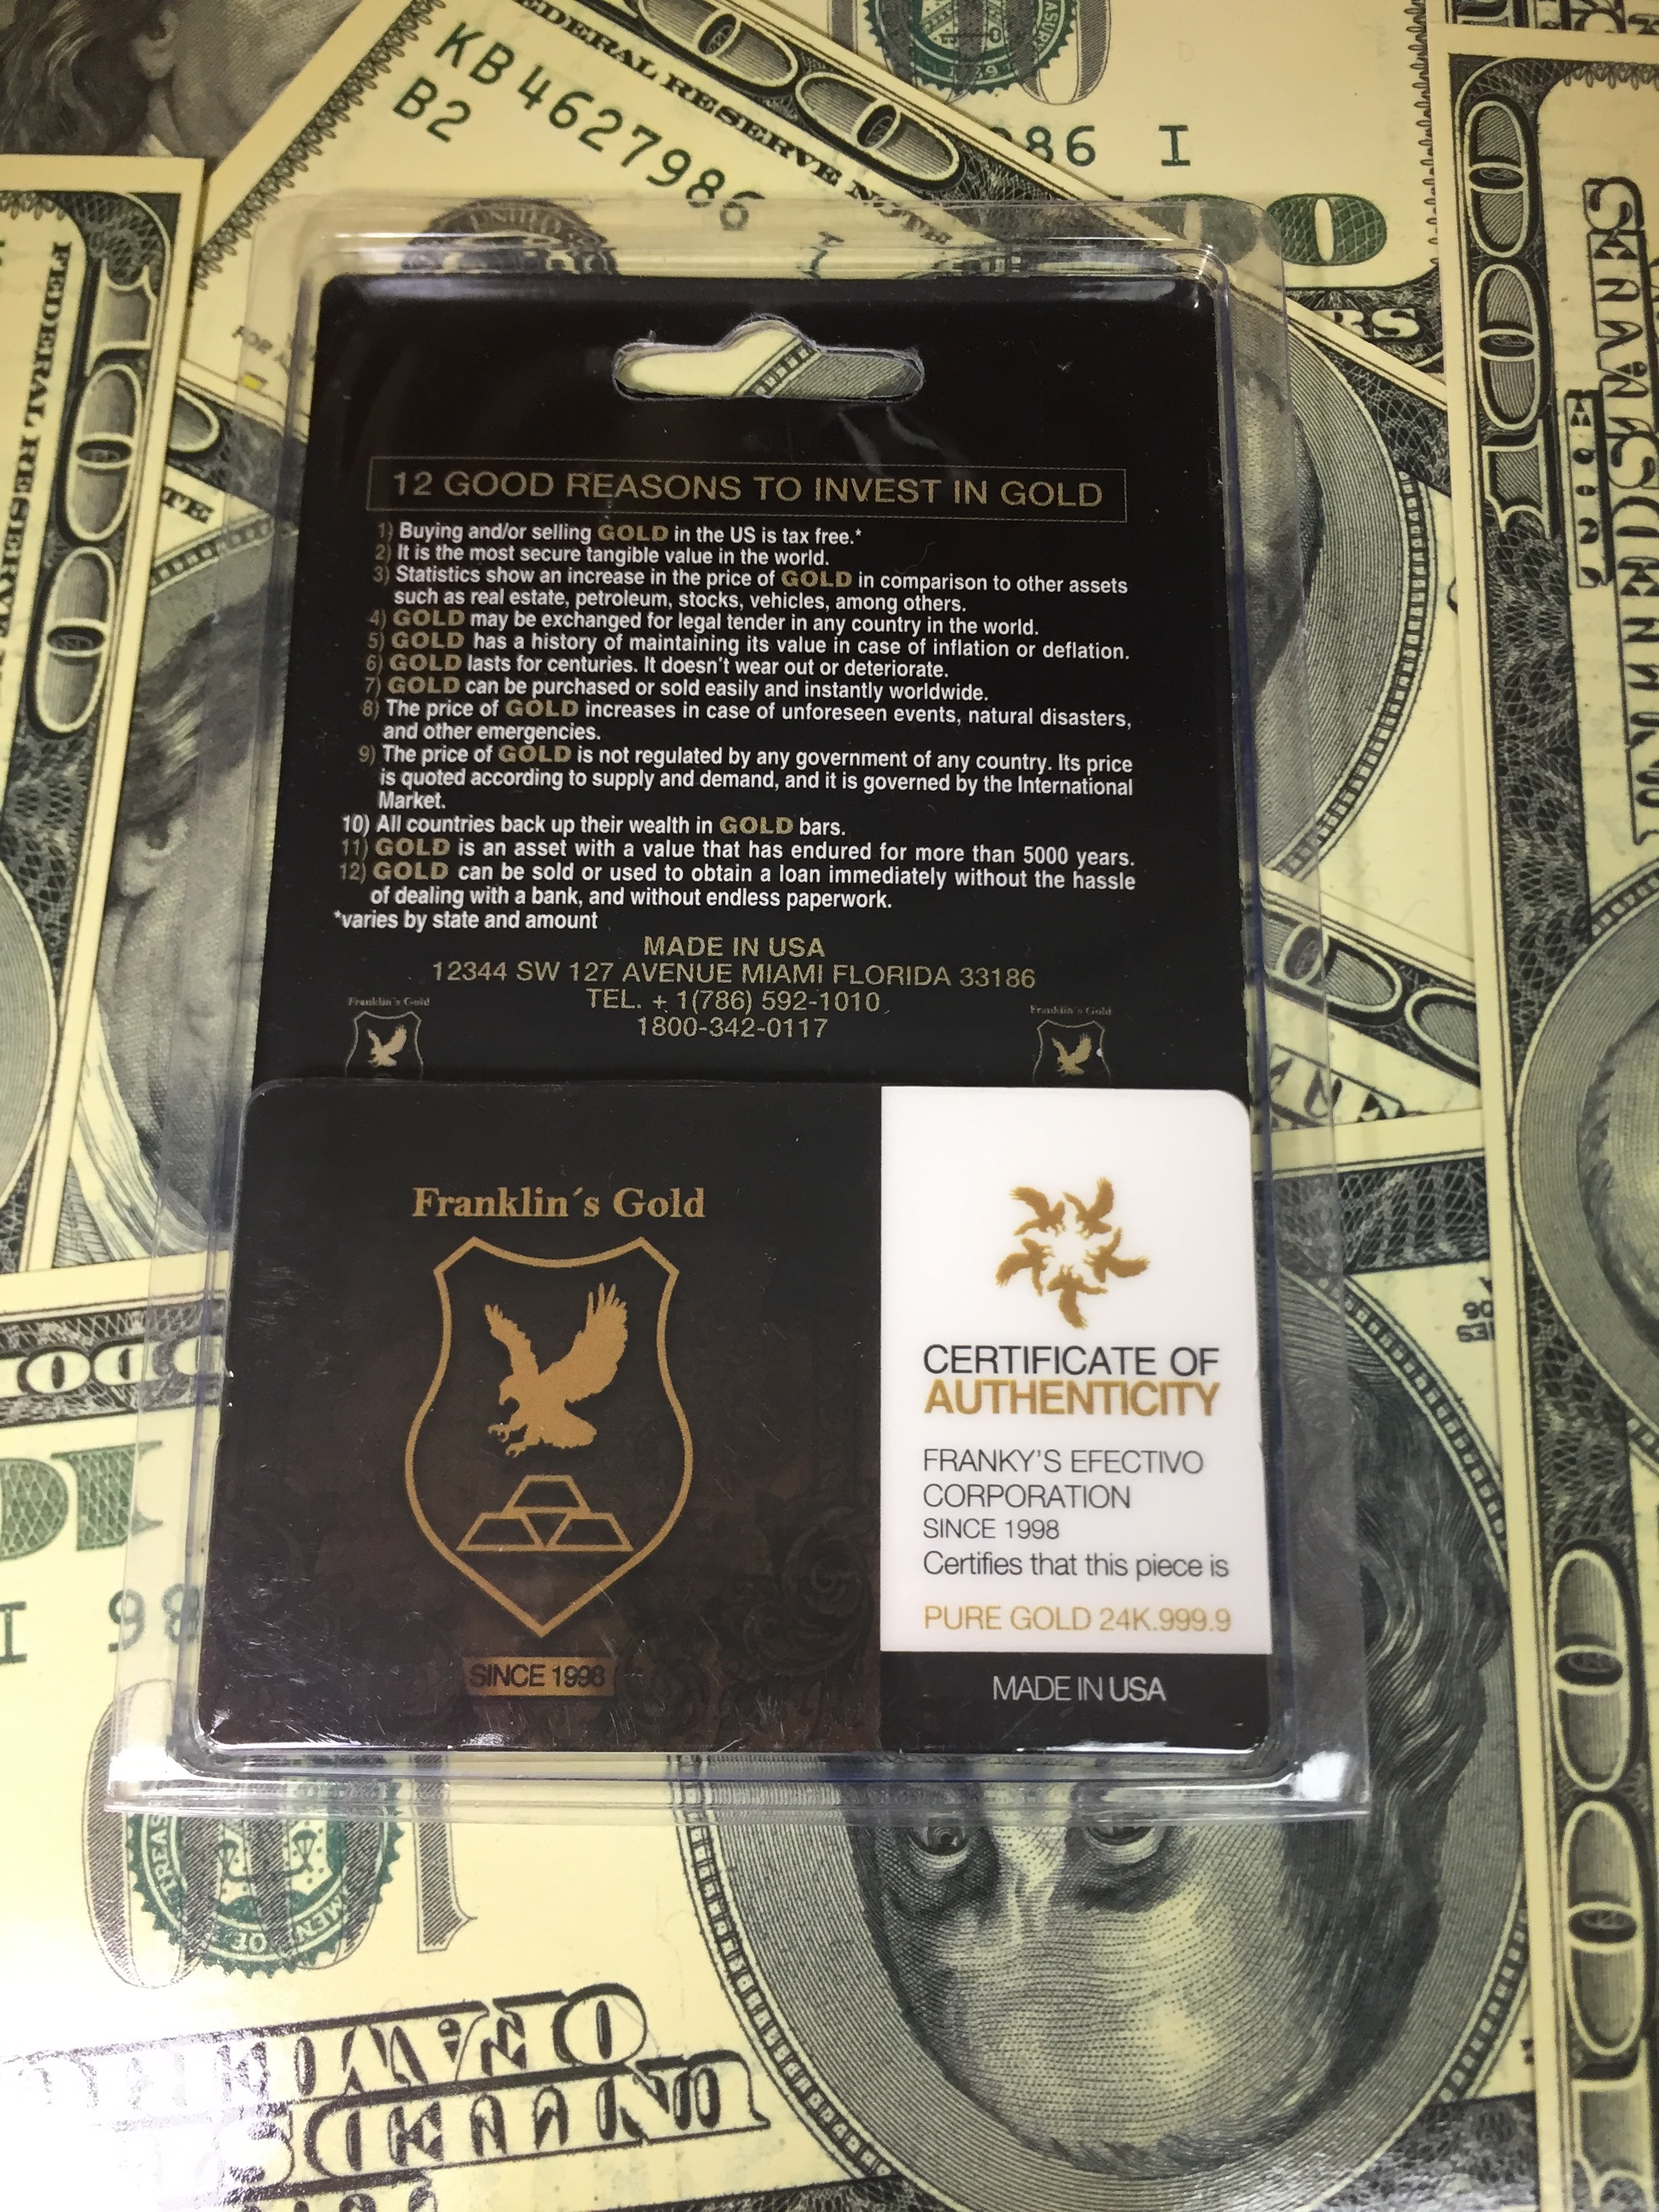 FEDERAL RESERVE NOTE
KB4627986
B2
86 I
12 GOOD REASONS TO INVEST IN GOLD
1) Buying and/or selling GOLD in the US is tax free.*
2) It is the most secure tangible value in the world.
3) Statistics show an increase in the price of GOLD in comparison to other assets
such as real estate, petroleum, stocks, vehicles, among others.
4) GOLD may be exchanged for legal tender in any country in the world.
5) GOLD has a history of maintaining its value in case of inflation or deflation.
6) GOLD lasts for centuries. It doesn't wear out or deteriorate.
7) GOLD can be purchased or sold easily and instantly worldwide.
8) The price of GOLD increases in case of unforeseen events, natural disasters,
and other emergencies.
9) The price of GOLD is not regulated by any government of any country. Its price
is quoted according to supply and demand, and it is governed by the International
Market.
10) All countries back up their wealth in GOLD bars.
11) GOLD is an asset with a value that has endured for more than 5000 years.
12) GOLD can be sold or used to obtain a loan immediately without the hassle
of dealing with a bank, and without endless paperwork.
*varies by state and amount
MADE IN USA
12344 SW 127 AVENUE MIAMI FLORIDA 33186
TEL. + 1(786) 592-1010
1800-342-0117
Franklin´s Gold
Franklin´s Gold
Franklin´s Gold
SINCE 1998
CERTIFICATE OF
AUTHENTICITY
FRANKY'S EFECTIVO
CORPORATION
SINCE 1998
Certifies that this piece is
PURE GOLD 24K.999.9
MADE IN USA
FEDERAL RESERVE
100
100